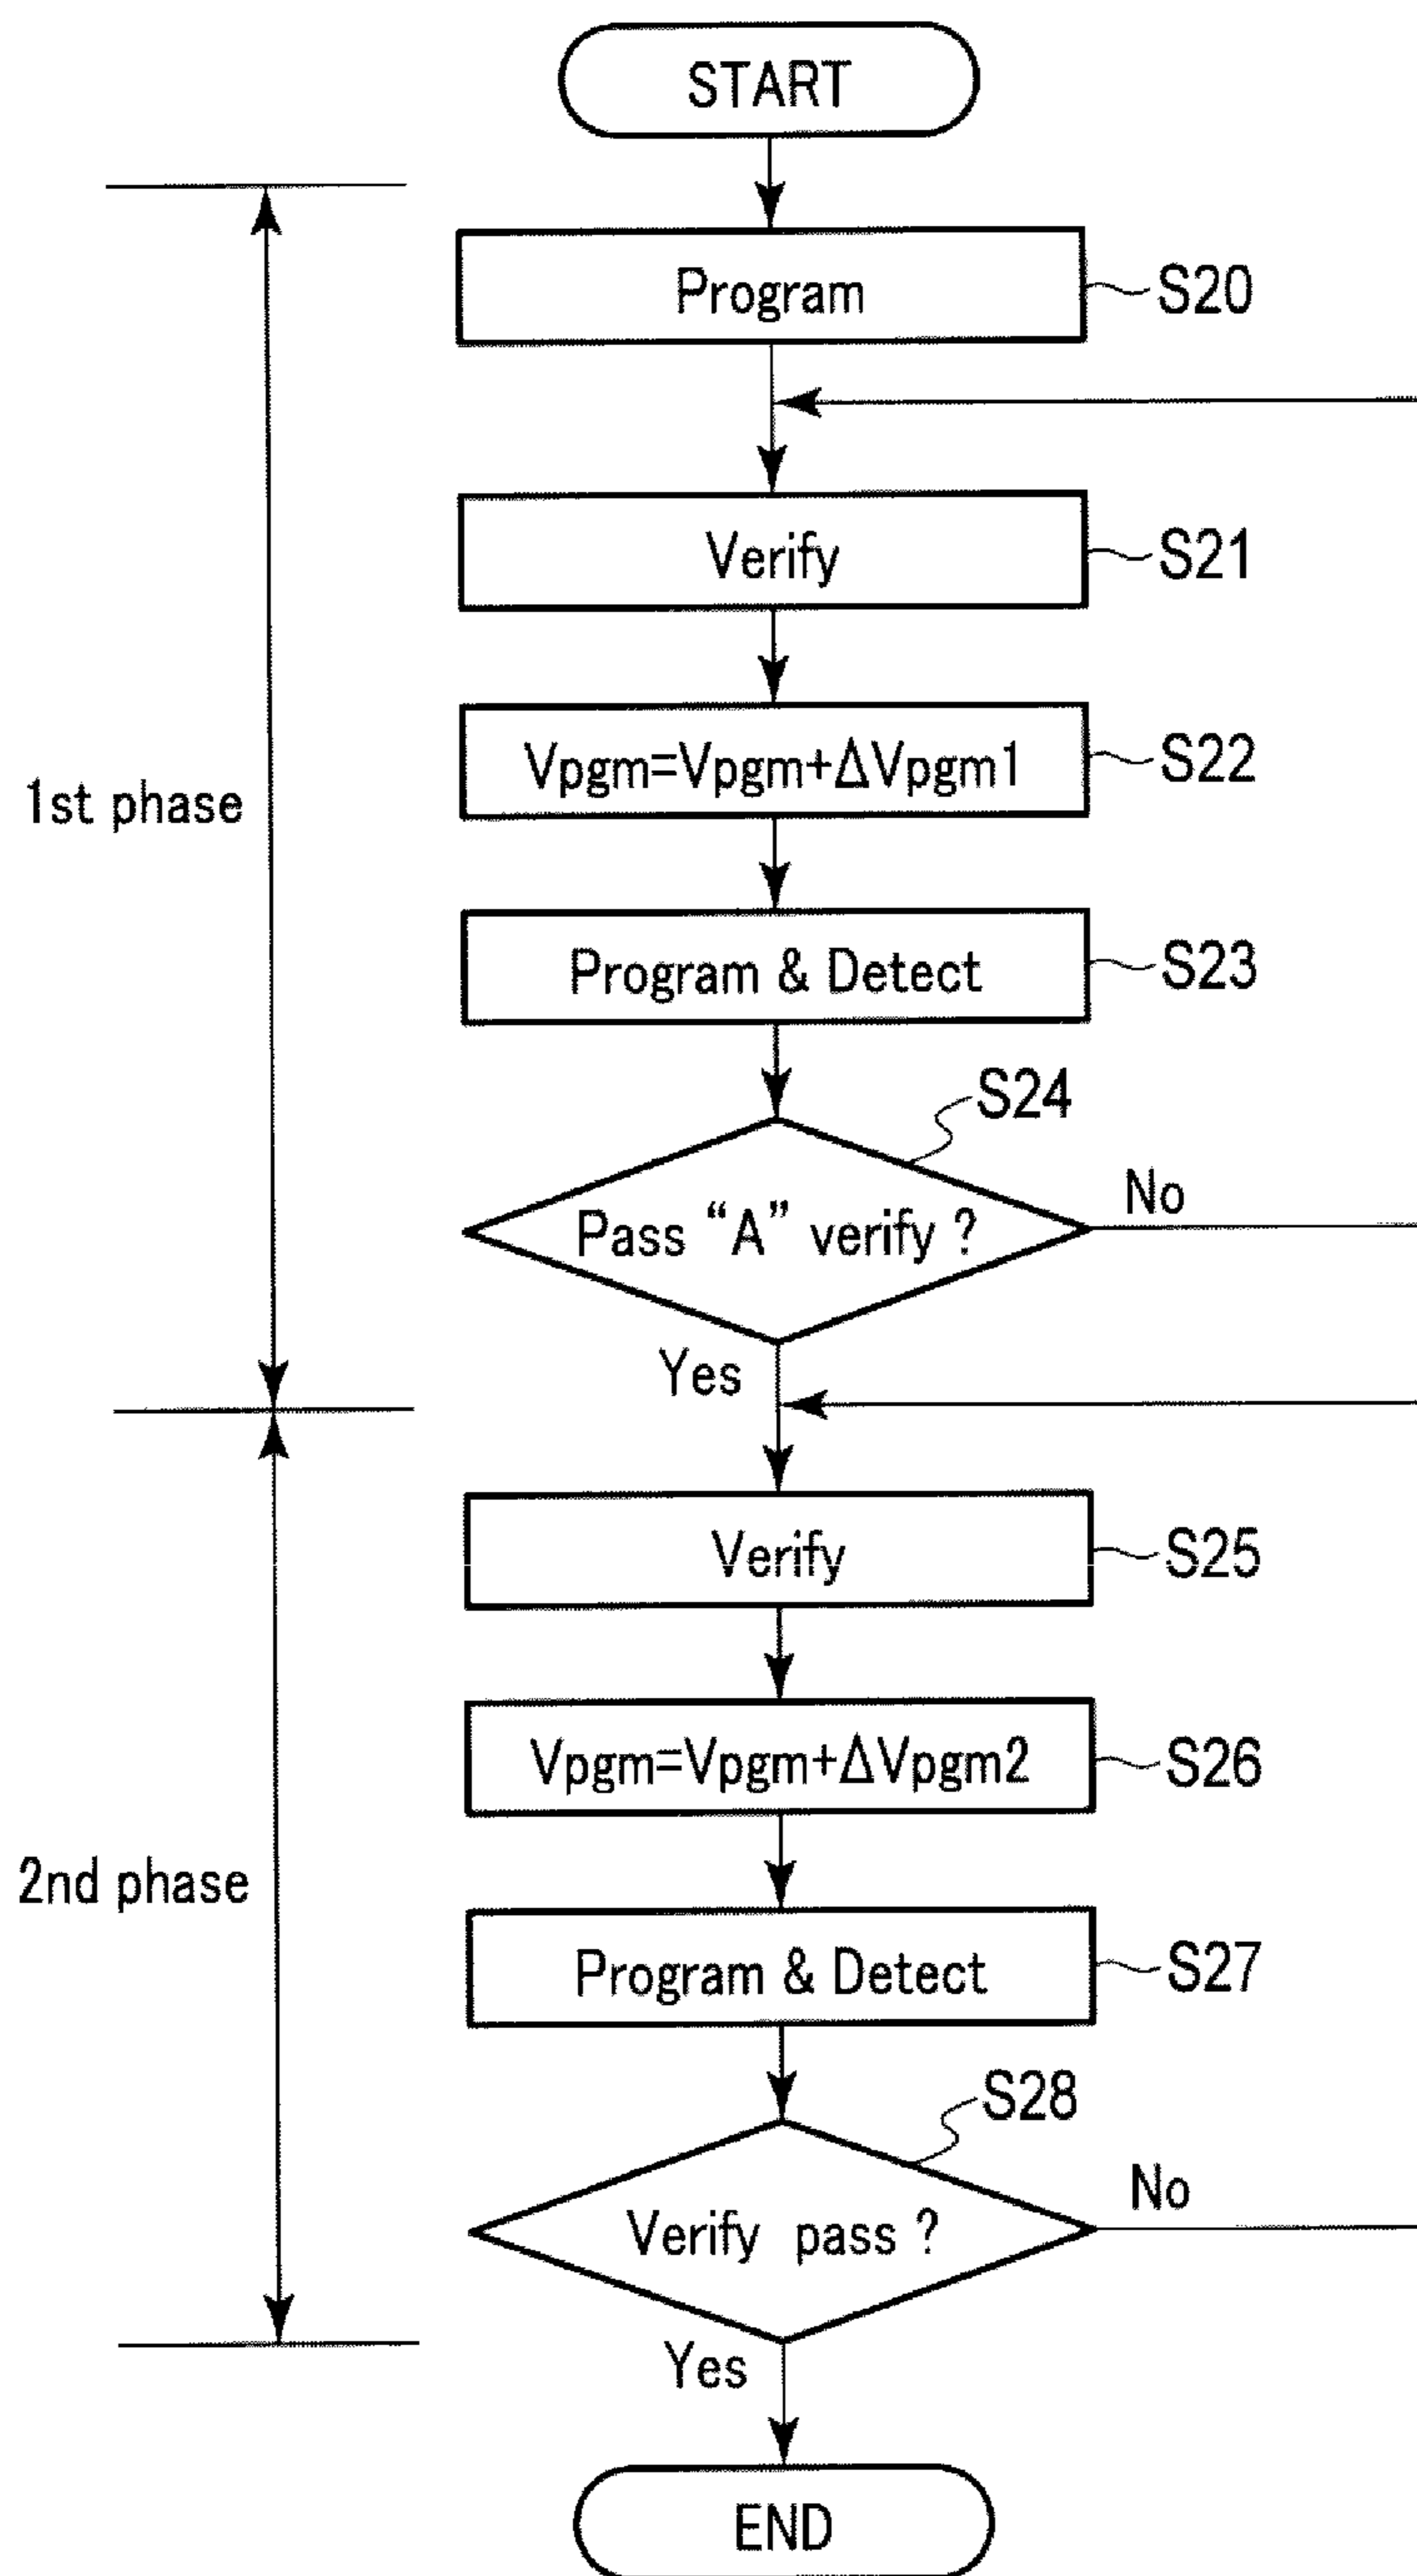 START
Program
S20
Verify
S21
Vpgm=Vpgm+ΔVpgm1
S22
1st phase
Program & Detect
S23
S24
Pass “A” verify ?
No
Yes
Verify
S25
Vpgm=Vpgm+ΔVpgm2
S26
2nd phase
Program & Detect
S27
S28
Verify pass ?
No
Yes
END